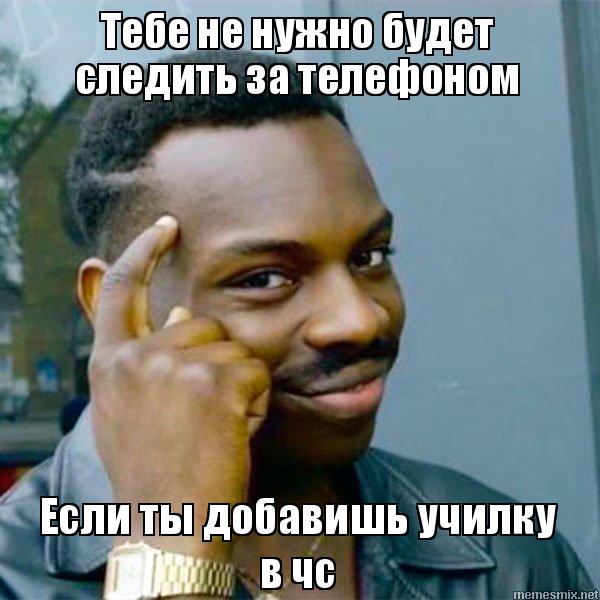 Тебе не нужно будет
следить за телефоном
Если ты добавишь училку
в чс
memesmix.net